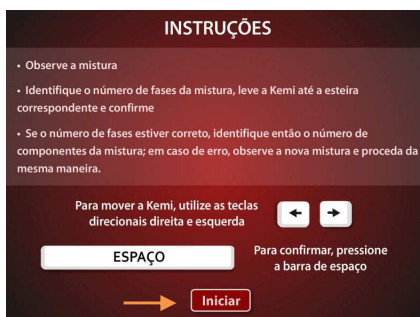 INSTRUÇÕES
• Observe a mistura
• Identifique o número de fases da mistura, leve a Kemi até a esteira
correspondente e confirme
• Se o número de fases estiver correto, identifique então o número de
componentes da mistura; em caso de erro, observe a nova mistura e proceda da
mesma maneira.
Para mover a Kemi, utilize as teclas
direcionais direita e esquerda
ESPAÇO
Para confirmar, pressione
a barra de espaço
Iniciar